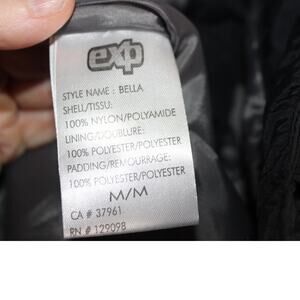 exp
STYLE NAME : BELLA
SHELL/TISSU:
100% NYLON/POLYAMIDE
LINING/DOUBLURE:
100% POLYESTER/POLYESTER
PADDING/REMOURRAGE:
100% POLYESTER/POLYESTER
M/M
CA # 37961
RN # 129098